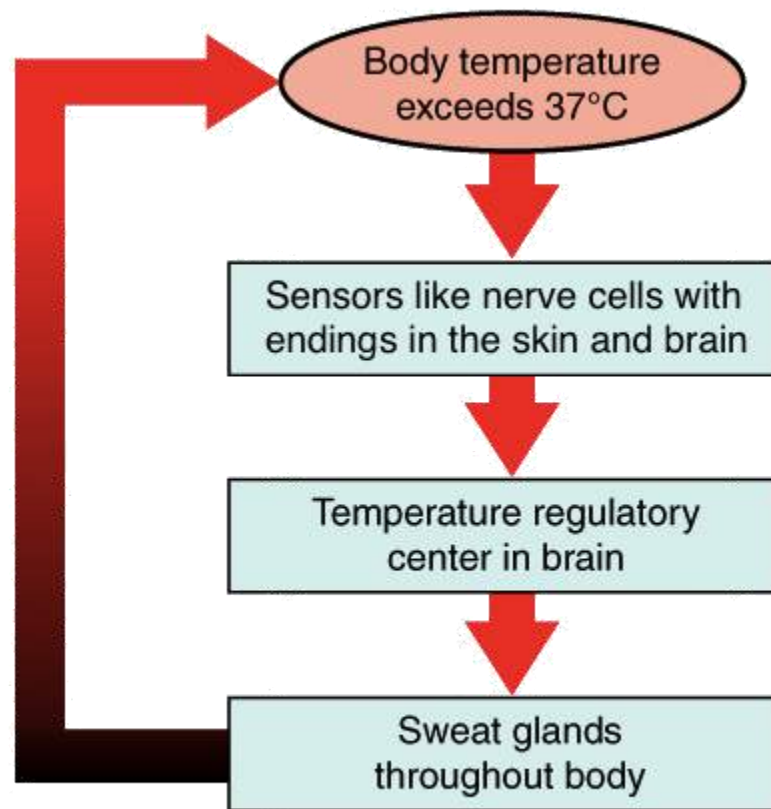 Body temperature
exceeds 37°C
Sensors like nerve cells with
endings in the skin and brain
Temperature regulatory
center in brain
Sweat glands
throughout body